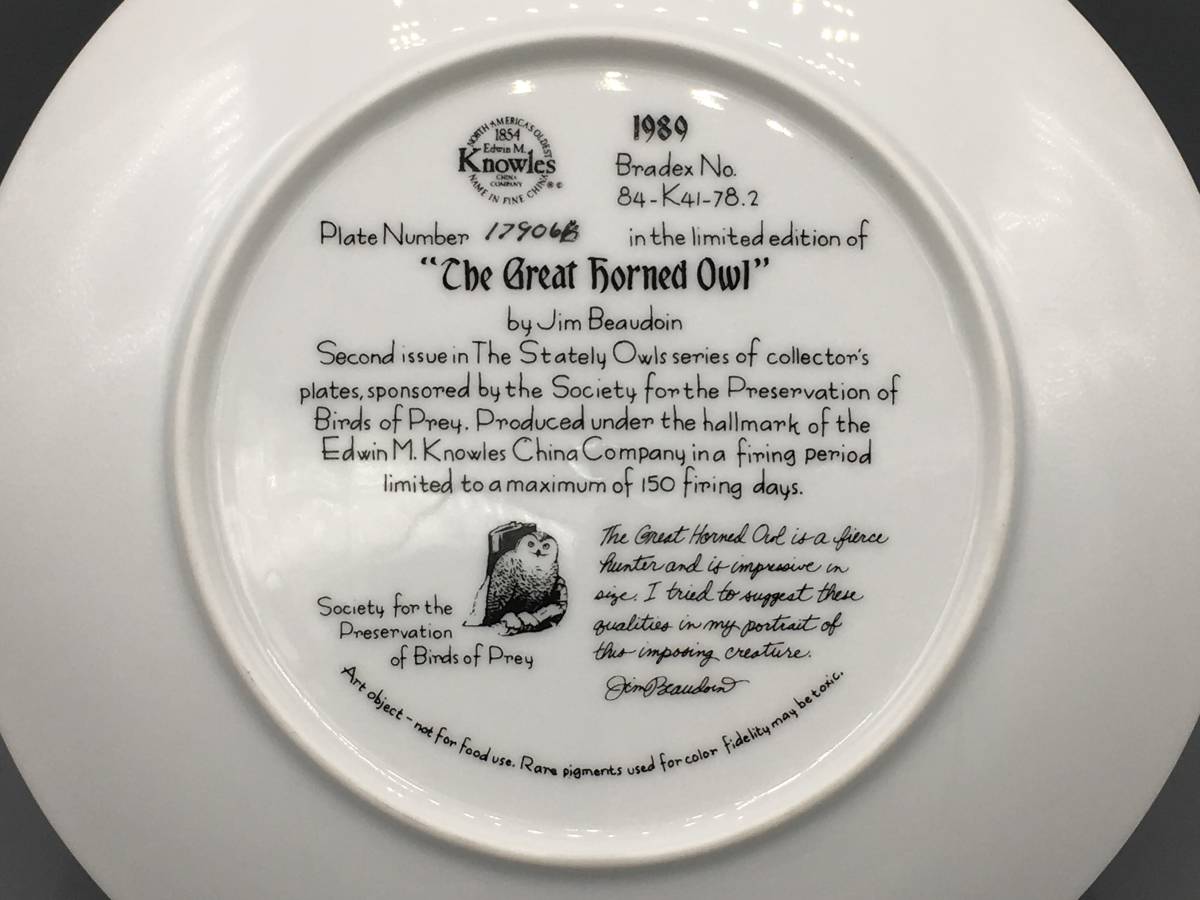 NORTH AMERICA'S OLDEST
1854
Edwin M.
Knowles
CHINA
COMPANY
® ©
NAME IN FINE CHINA
1989
Bradex No.
84-K41-78.2
Plate Number 17906B in the limited edition of
"The Great Horned Owl"
by Jim Beaudoin
Second issue in The Stately Owls series of collector's
plates, sponsored by the Society for the Preservation of
Birds of Prey. Produced under the hallmark of the
Edwin M. Knowles China Company in a firing period
limited to a maximum of 150 firing days.
Society for the
Preservation
of Birds of Prey
The Great Horned Owl is a fierce
hunter and is impressive in
size. I tried to suggest these
qualities in my portrait of
this imposing creature.
Jim Beaudoin
Art object - not for food use. Rare pigments used for color fidelity may be toxic.